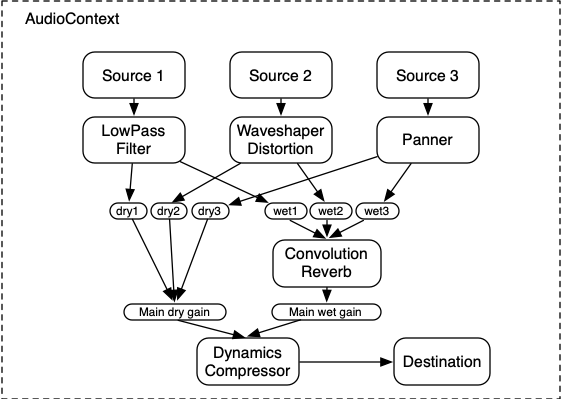 AudioContext
Source 1
Source 2
Source 3
LowPass
Filter
Waveshaper
Distortion
Panner
dry1
dry2
dry3
wet1
wet2
wet3
Convolution
Reverb
Main dry gain
Main wet gain
Dynamics
Compressor
Destination